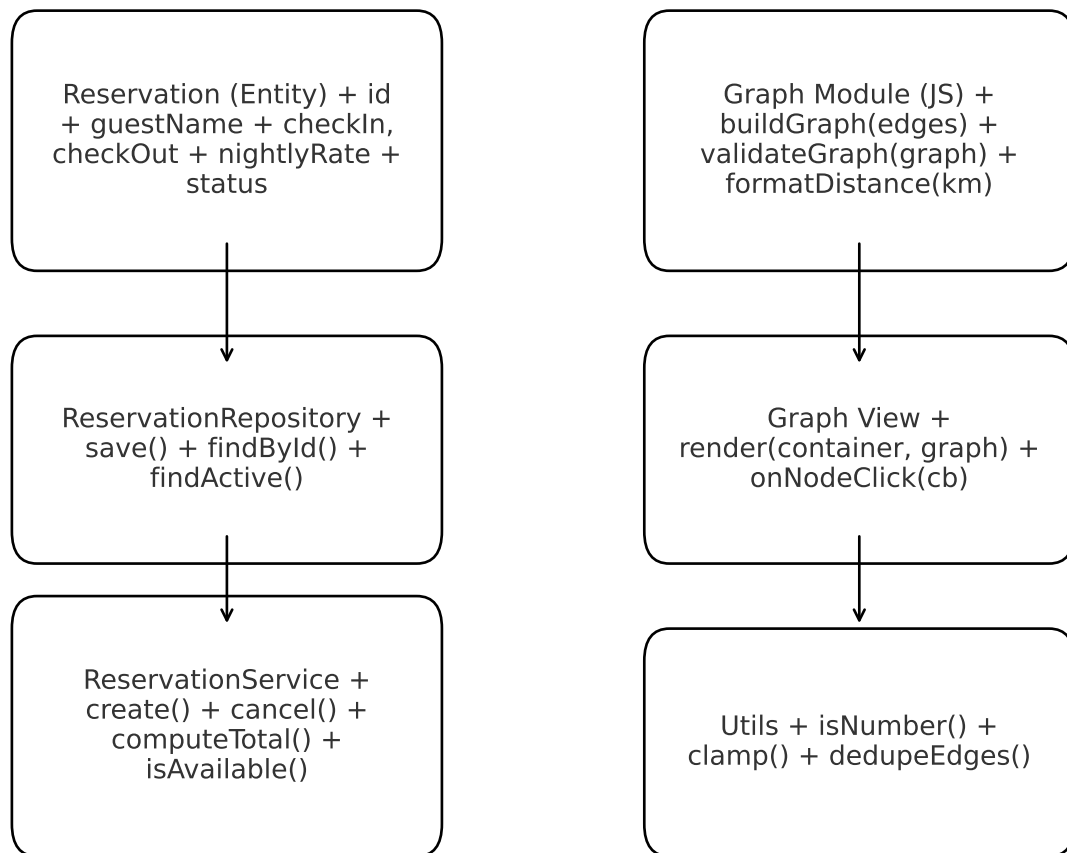 Reservation (Entity) + id
+ guestName + checkIn,
checkOut + nightlyRate +
status
ReservationRepository +
save() + findById() +
findActive()
ReservationService +
create() + cancel() +
computeTotal() +
isAvailable()
Graph Module (JS) +
buildGraph(edges) +
validateGraph(graph) +
formatDistance(km)
Graph View +
render(container, graph) +
onNodeClick(cb)
Utils + isNumber() +
clamp() + dedupeEdges()